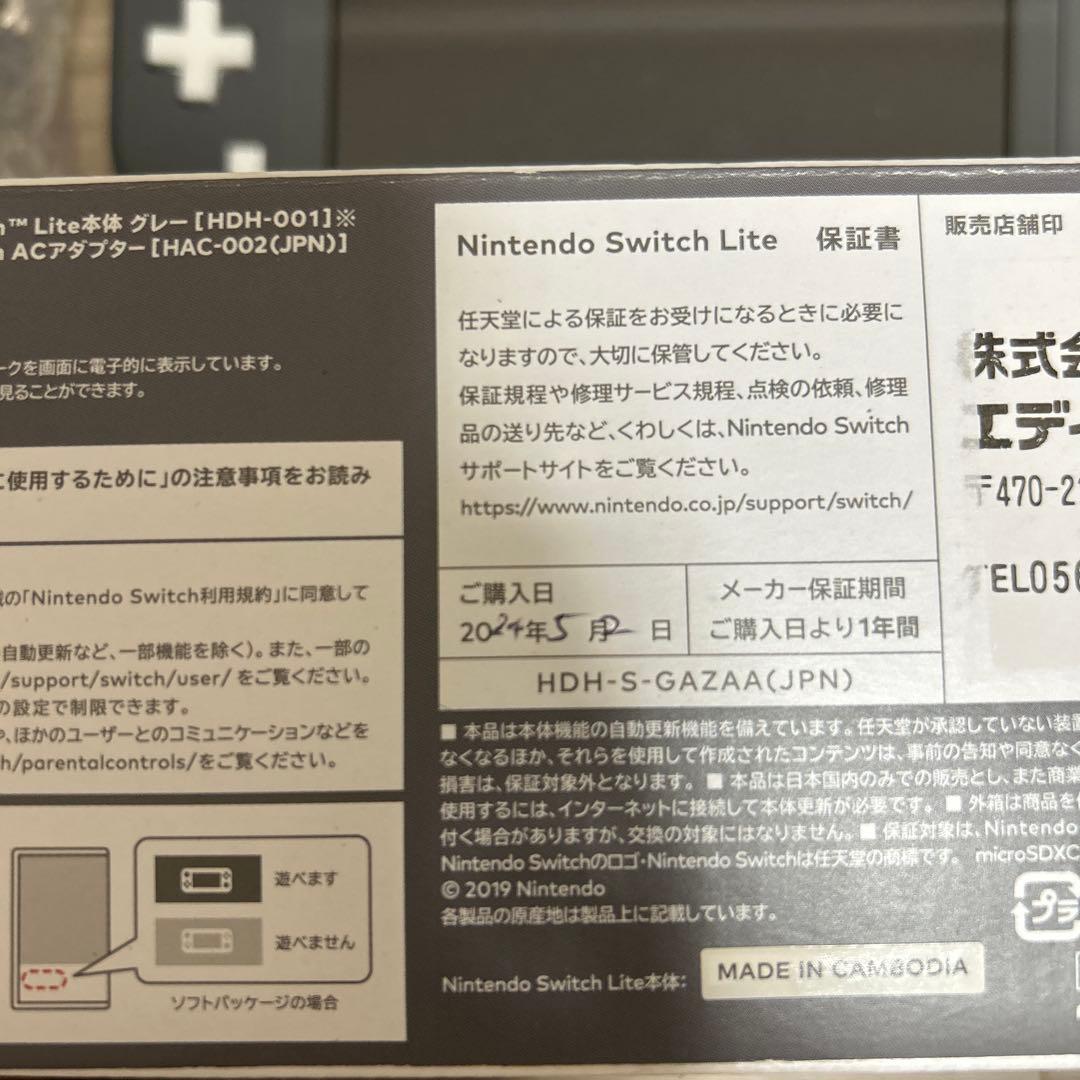 Lite本体 グレー[HDH-001]※
ACアダプター[HAC-002(JPN)]
ークを画面に電子的に表示しています。
見ることができます。
に使用するために」の注意事項をお読み
の「Nintendo Switch利用規約」に同意して
自動更新など、一部機能を除く)。また、一部の
/support/switch/user/ をご覧ください。
の設定で制限できます。
や、ほかのユーザーとのコミュニケーションなどを
h/parentalcontrols/をご覧ください。
遊べます
遊べません
ソフトパッケージの場合
Nintendo Switch Lite 保証書
任天堂による保証をお受けになるときに必要に
なりますので、大切に保管してください。
保証規程や修理サービス規程、点検の依頼、修理
品の送り先など、くわしくは、Nintendo Switch
サポートサイトをご覧ください。
https://www.nintendo.co.jp/support/switch/
ご購入日
2024年5月 日
メーカー保証期間
ご購入日より1年間
HDH-S-GAZAA(JPN)
販売店舗印
株式会
エディ
〒470-2
TEL056
■ 本品は本体機能の自動更新機能を備えています。任天堂が承認していない装置
なくなるほか、それらを使用して作成されたコンテンツは、事前の告知や同意なく
損害は、保証対象外となります。 ■ 本品は日本国内のみでの販売とし、また商業
使用するには、インターネットに接続して本体更新が必要です。 ■ 外箱は商品を
付く場合がありますが、交換の対象にはなりません。 ■ 保証対象は、Nintendo
Nintendo Switchのロゴ・Nintendo Switchは任天堂の商標です。 microSDXC
© 2019 Nintendo
各製品の原産地は製品上に記載しています。
プラ
Nintendo Switch Lite本体: MADE IN CAMBODIA